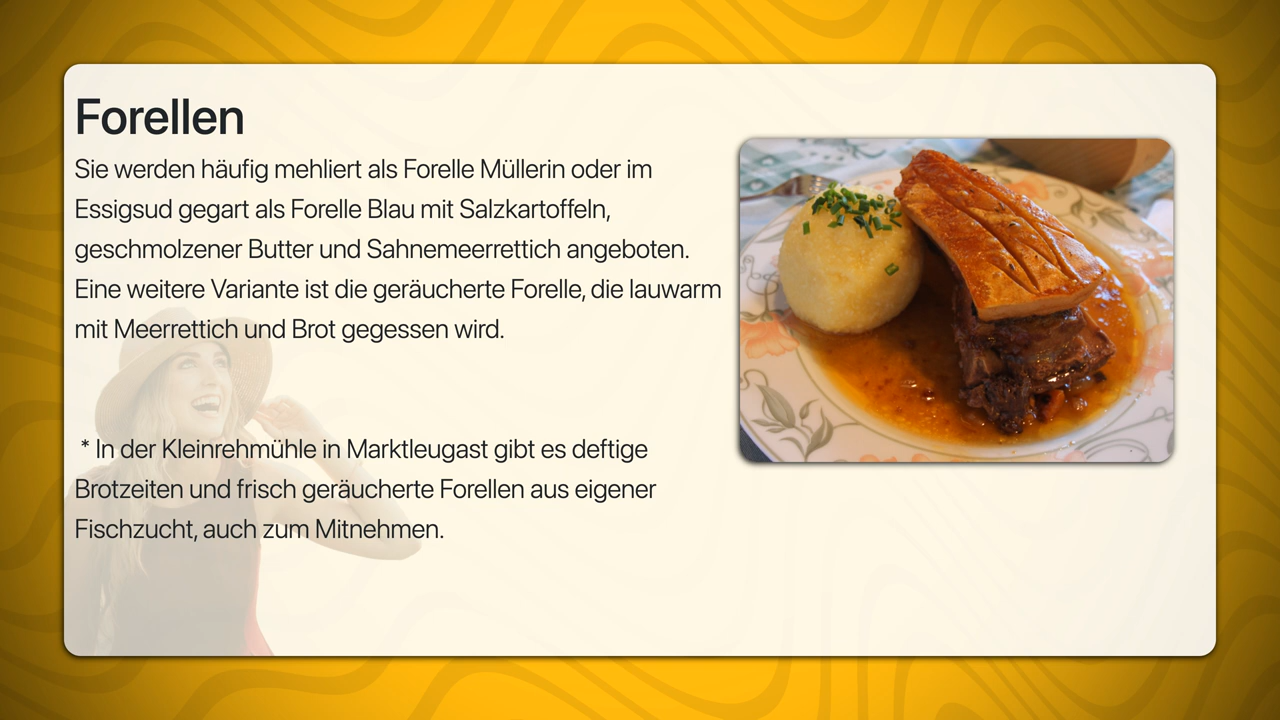 Forellen
Sie werden häufig mehliert als Forelle Müllerin oder im
Essigsud gegart als Forelle Blau mit Salzkartoffeln,
geschmolzener Butter und Sahnemeerrettich angeboten.
Eine weitere Variante ist die geräucherte Forelle, die lauwarm
mit Meerrettich und Brot gegessen wird.
* In der Kleinrehmühle in Marktleugast gibt es deftige
Brotzeiten und frisch geräucherte Forellen aus eigener
Fischzucht, auch zum Mitnehmen.